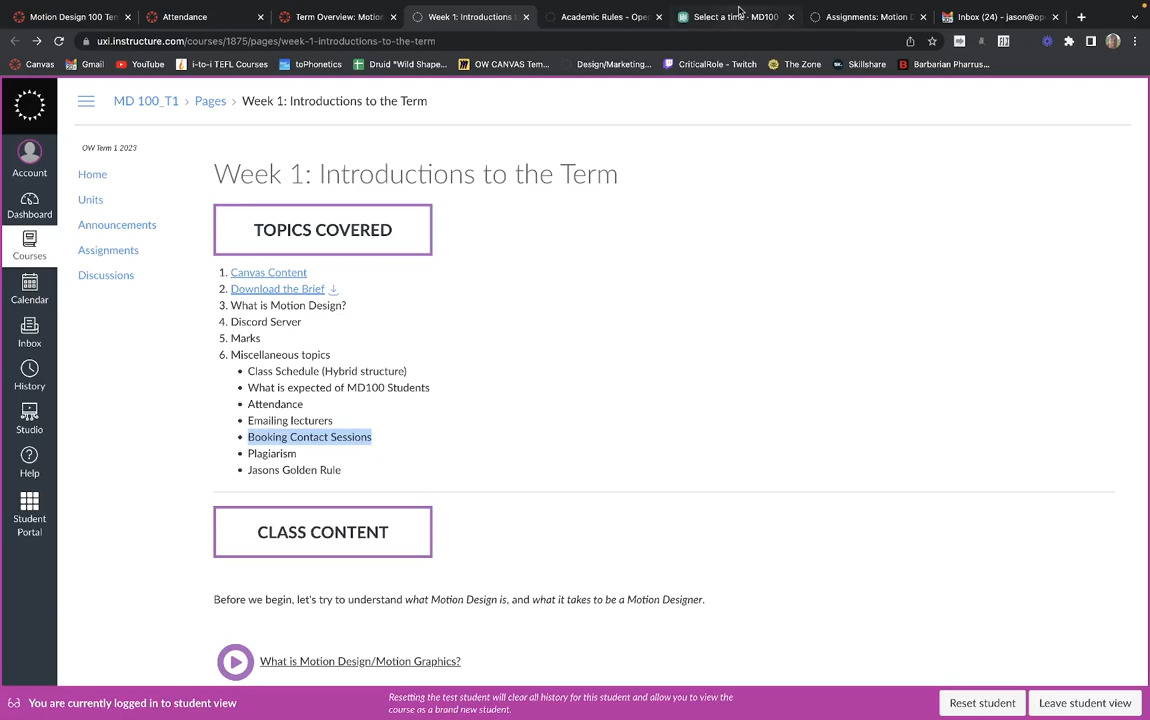 Motion Design 100 Ter
Attendance
Term Overview: Motion
Week 1: Introductions
Academic Rules - Oper
Select a time - MD100
Assignments: Motion D
Inbox (24) – jason@op
uxi.instructure.com/courses/1875/pages/week-1-introductions-to-the-term
Canvas
Gmail
YouTube
i-to-i TEFL Courses
toPhonetics
Druid "Wild Shape...
OW CANVAS Tem...
Design/Marketing...
CriticalRole - Twitch
The Zone
Skillshare
Barbarian Pharrus...
MD 100_T1 › Pages › Week 1: Introductions to the Term
Account
Dashboard
Courses
Calendar
Inbox
History
Studio
Help
Student
Portal
OW Term 1 2023
Home
Units
Announcements
Assignments
Discussions
Week 1: Introductions to the Term
TOPICS COVERED
1. Canvas Content
2. Download the Brief
3. What is Motion Design?
4. Discord Server
5. Marks
6. Miscellaneous topics
• Class Schedule (Hybrid structure)
• What is expected of MD100 Students
• Attendance
• Emailing lecturers
• Booking Contact Sessions
• Plagiarism
• Jasons Golden Rule
CLASS CONTENT
Before we begin, let's try to understand what Motion Design is, and what it takes to be a Motion Designer.
What is Motion Design/Motion Graphics?
You are currently logged in to student view
Resetting the test student will clear all history for this student and allow you to view the
course as a brand new student.
Reset student
Leave student view